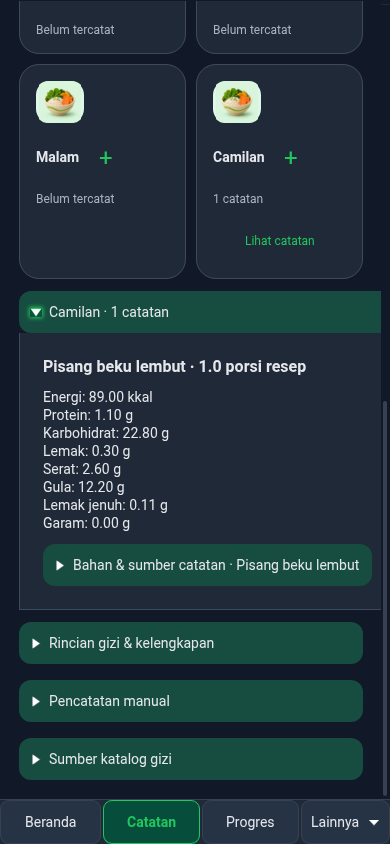 Belum tercatat
Belum tercatat
Malam +
Camilan +
Belum tercatat
1 catatan
Lihat catatan
Camilan · 1 catatan
Pisang beku lembut · 1.0 porsi resep
Energi: 89.00 kkal
Protein: 1.10 g
Karbohidrat: 22.80 g
Lemak: 0.30 g
Serat: 2.60 g
Gula: 12.20 g
Lemak jenuh: 0.11 g
Garam: 0.00 g
Bahan & sumber catatan · Pisang beku lembut
Rincian gizi & kelengkapan
Pencatatan manual
Sumber katalog gizi
Beranda
Catatan
Progres
Lainnya